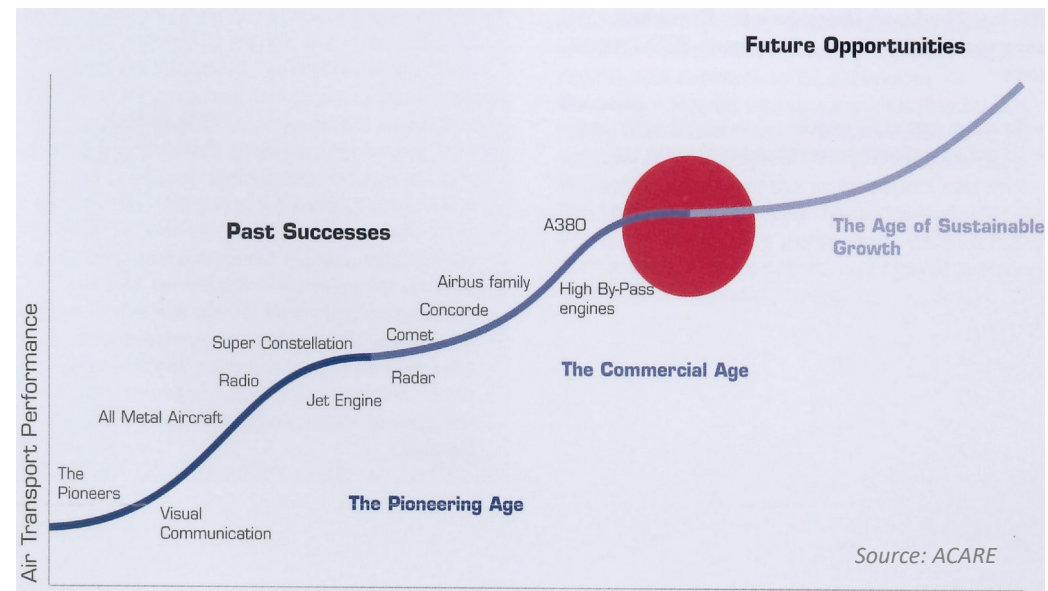 Future Opportunities
A380
Past Successes
The Age of Sustainable
Growth
Airbus family
High By-Pass
engines
Concorde
Comet
Super Constellation
The Commercial Age
Radar
Radio
Jet Engine
All Metal Aircraft
The
Pioneers
The Pioneering Age
Visual
Communication
Air Transport Performance
Source: ACARE